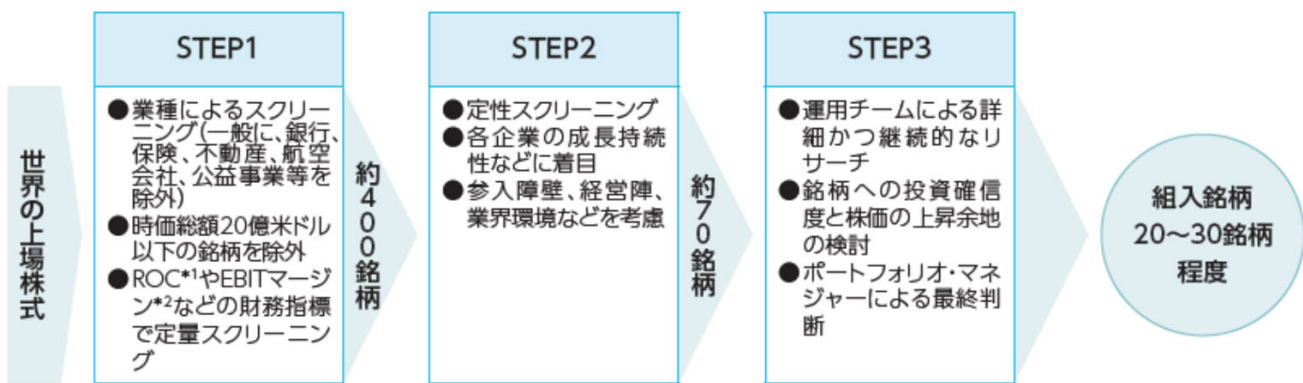 世界の上場株式
STEP1
●業種によるスクリー
ニング(一般に、銀行、
保険、不動産、航空
会社、公益事業等を
除外)
●時価総額20億米ドル
以下の銘柄を除外
●ROC*1やEBITマージ
ン*2などの財務指標
で定量スクリーニン
グ
約400銘柄
STEP2
●定性スクリーニング
●各企業の成長持続
性などに着目
●参入障壁、経営陣、
業界環境などを考慮
約70銘柄
STEP3
●運用チームによる詳
細かつ継続的なリ
サーチ
●銘柄への投資確信
度と株価の上昇余地
の検討
●ポートフォリオ・マネ
ジャーによる最終判
断
組入銘柄
20～30銘柄
程度